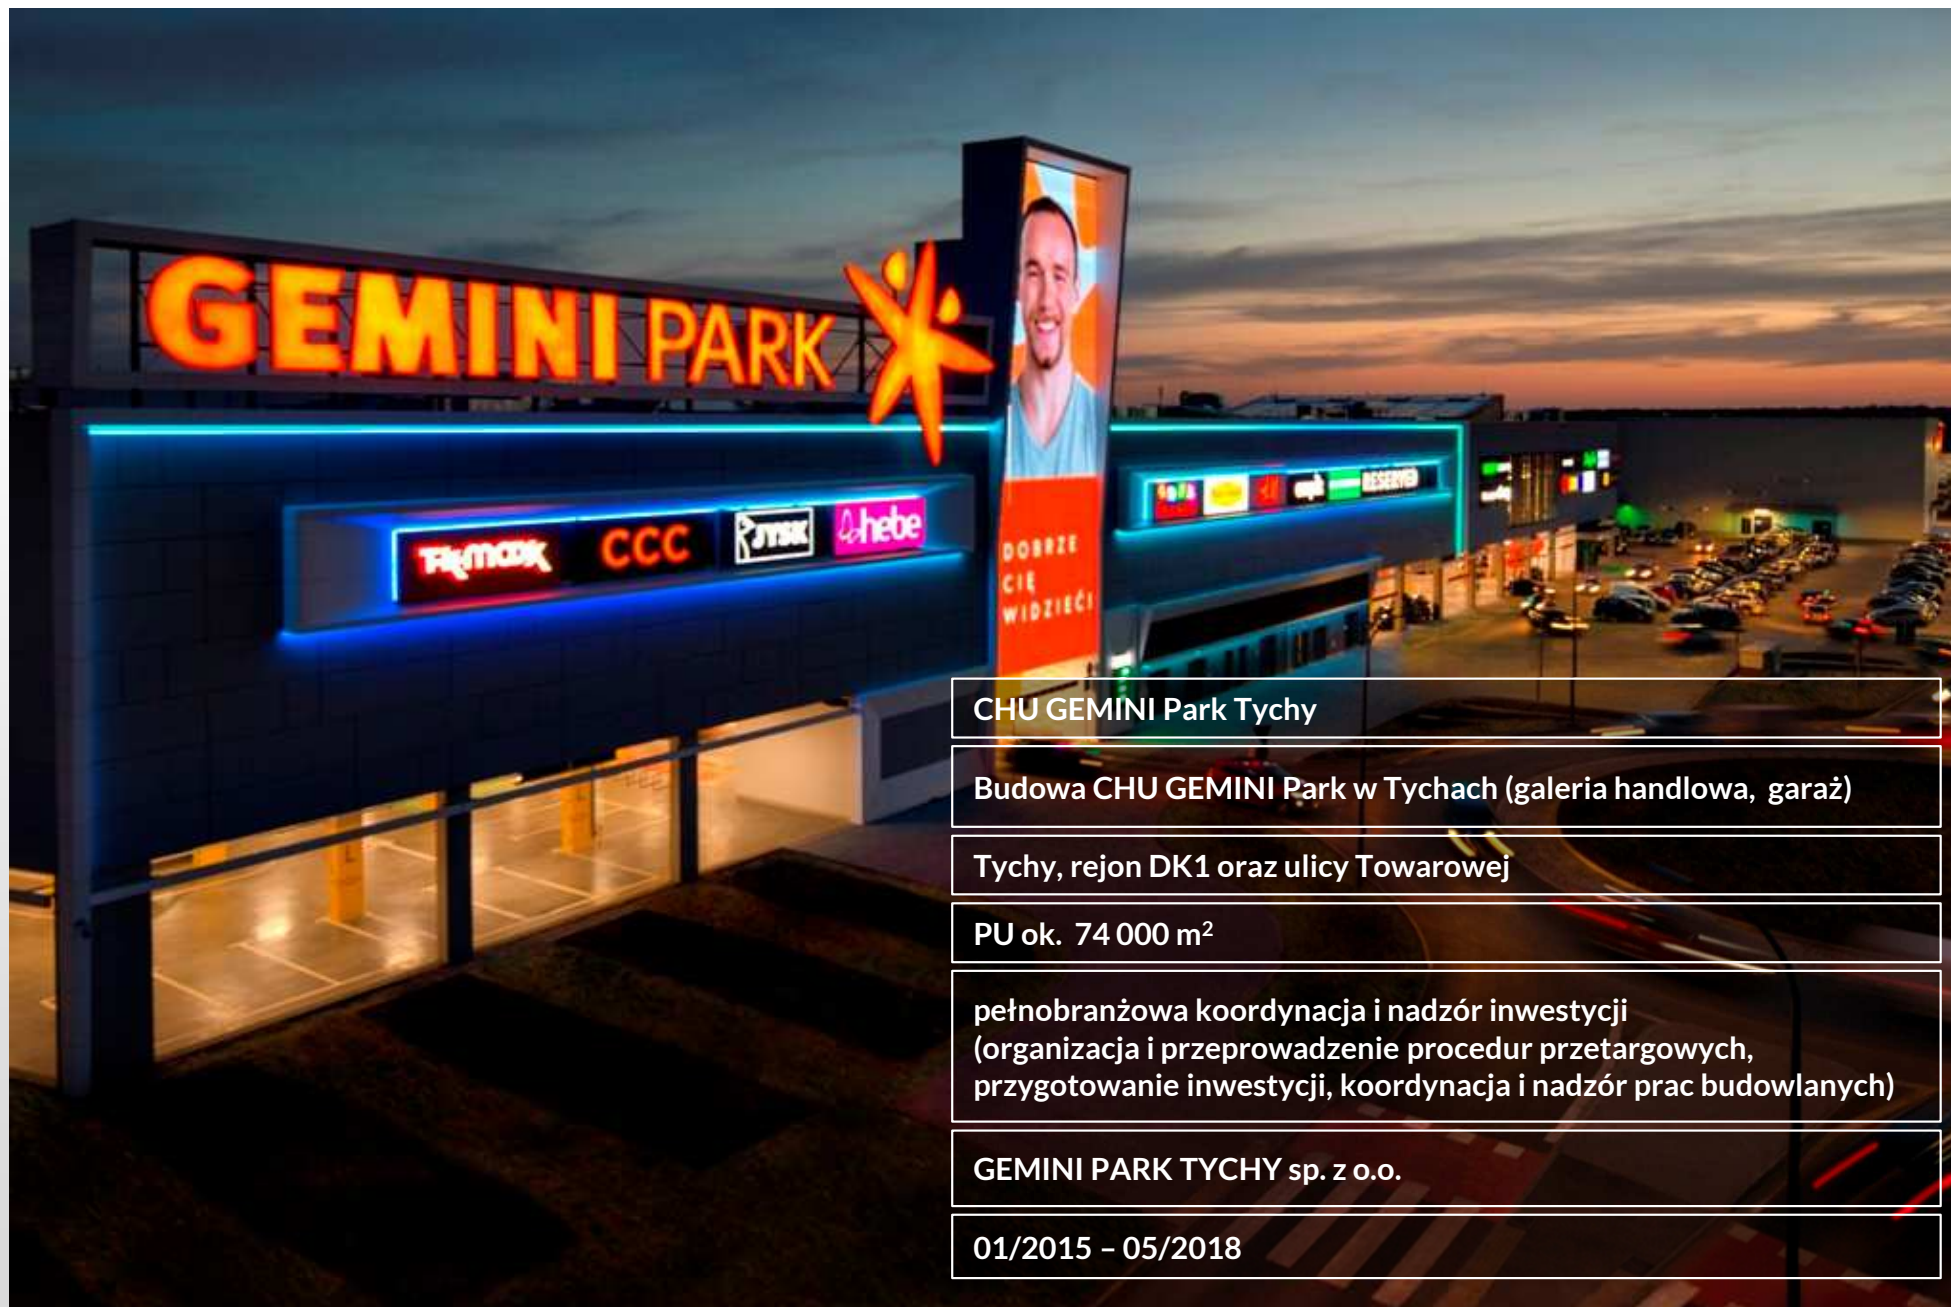 GEMINI PARK
TK maxx
CCC
JYSK
hebe
RESERVED
DOBRZE
CIĘ
WIDZIEĆ!
CHU GEMINI Park Tychy
Budowa CHU GEMINI Park w Tychach (galeria handlowa, garaż)
Tychy, rejon DK1 oraz ulicy Towarowej
PU ok. 74 000 m²
pełnobranżowa koordynacja i nadzór inwestycji
(organizacja i przeprowadzenie procedur przetargowych,
przygotowanie inwestycji, koordynacja i nadzór prac budowlanych)
GEMINI PARK TYCHY sp. z o.o.
01/2015 – 05/2018